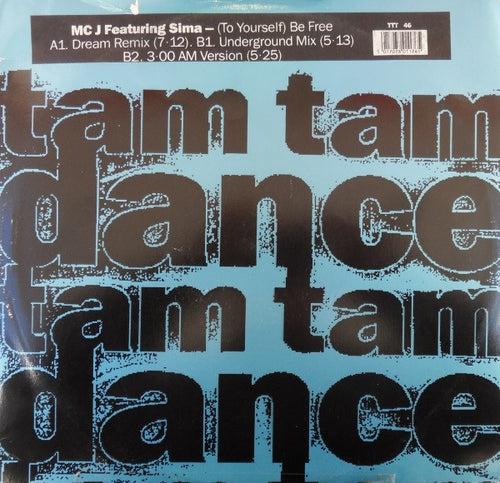 MC J Featuring Sima – (To Yourself) Be Free
A1. Dream Remix (7·12). B1. Underground Mix (5·13)
B2. 3·00 AM Version (5·25)
TTT 46
tam tam
dance
tam tam
dance